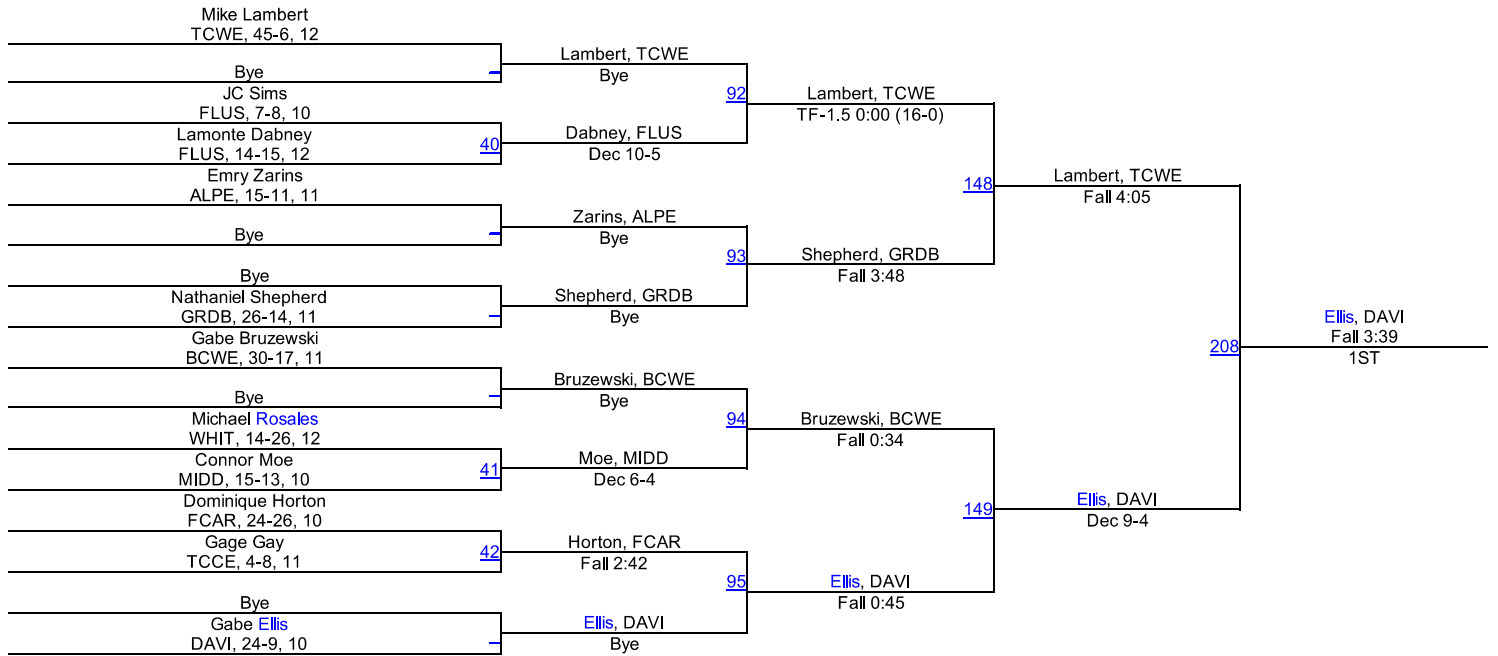 Mike Lambert
TCWE, 45-6, 12
Bye
JC Sims
FLUS, 7-8, 10
Lamonte Dabney
FLUS, 14-15, 12
40
Emry Zarins
ALPE, 15-11, 11
Bye
Bye
Nathaniel Shepherd
GRDB, 26-14, 11
Gabe Bruzewski
BCWE, 30-17, 11
Bye
Michael Rosales
WHIT, 14-26, 12
Connor Moe
MIDD, 15-13, 10
41
Dominique Horton
FCAR, 24-26, 10
Gage Gay
TCCE, 4-8, 11
42
Bye
Gabe Ellis
DAVI, 24-9, 10
Lambert, TCWE
Bye
92
Dabney, FLUS
Dec 10-5
Zarins, ALPE
Bye
93
Shepherd, GRDB
Bye
Bruzewski, BCWE
Bye
94
Moe, MIDD
Dec 6-4
Horton, FCAR
Fall 2:42
95
Ellis, DAVI
Bye
Lambert, TCWE
TF-1.5 0:00 (16-0)
148
Shepherd, GRDB
Fall 3:48
Bruzewski, BCWE
Fall 0:34
149
Ellis, DAVI
Fall 0:45
Lambert, TCWE
Fall 4:05
208
Ellis, DAVI
Dec 9-4
Ellis, DAVI
Fall 3:39
1ST